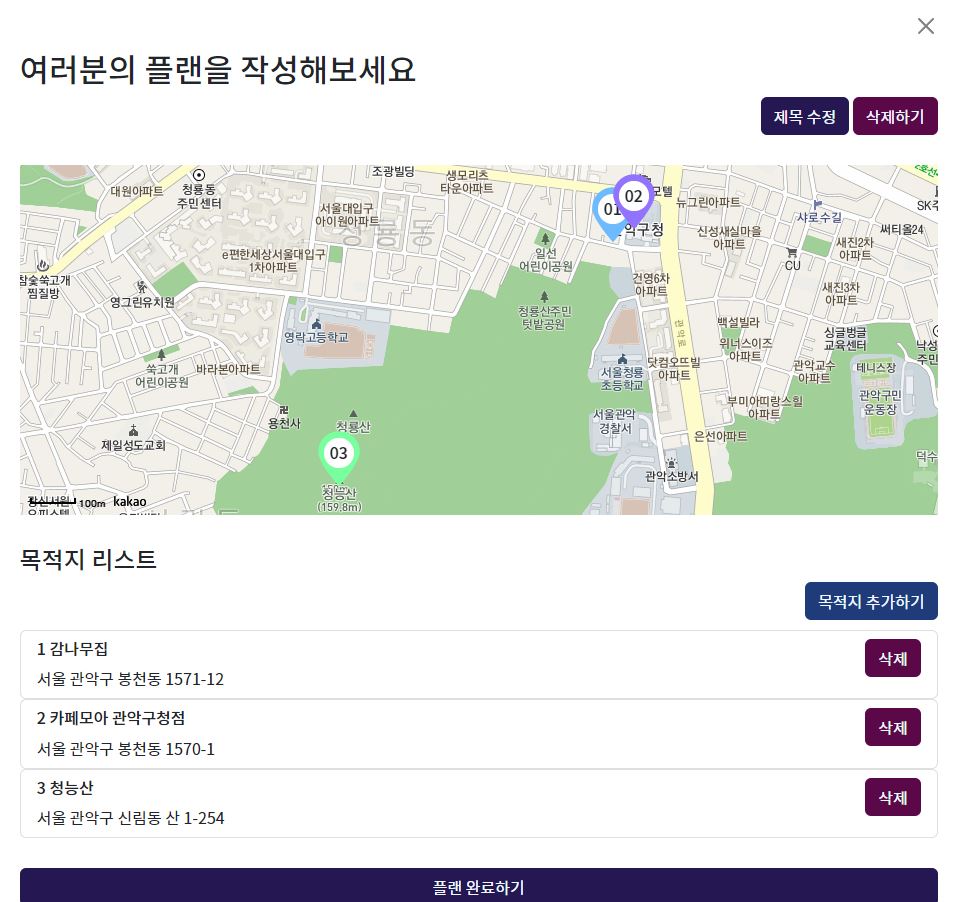 여러분의 플랜을 작성해보세요
제목 수정
삭제하기
조광빌딩
생모리츠
타운아파트
대원아파트
청룡동
주민센터
서울대입구
아이원아파트
청룡동
e편한세상서울대입구
1차아파트
참숯쑥고개
찜질방
영그린유치원
영락고등학교
쑥고개
어린이공원
바라본아파트
용천사
제일성도교회
청룡산
03
청능산
(159.8m)
100m
kakao
01
02
모텔
악구청
일선
어린이공원
청룡산주민
텃밭공원
뉴그린아파트
신성새실마을
아파트
샤로수길
써티올24
새진2차
아파트
CU
건영6차
아파트
새진3차
아파트
백설빌라
위너스이즈
아파트
싱글벙글
교육센터
관악로
닷컴오뜨빌
아파트
관악교수
아파트
테니스장
관악구민
운동장
서울청룡
초등학교
부미아띠랑스힐
아파트
서울관악
경찰서
은선아파트
관악소방서
덕수
목적지 리스트
목적지 추가하기
1 감나무집
서울 관악구 봉천동 1571-12
삭제
2 카페모아 관악구청점
서울 관악구 봉천동 1570-1
삭제
3 청능산
서울 관악구 신림동 산 1-254
삭제
플랜 완료하기